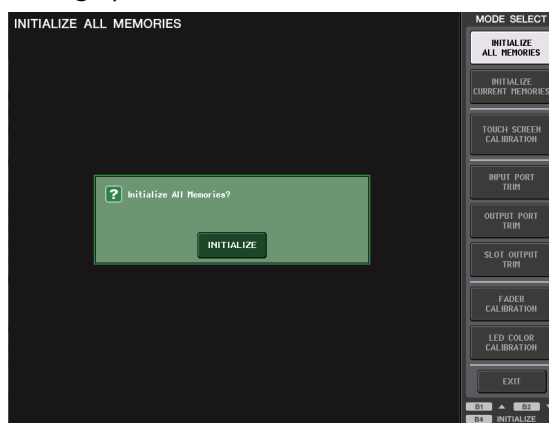 INITIALIZE ALL MEMORIES
? Initialize All Memories?
INITIALIZE
MODE SELECT
INITIALIZE
ALL MEMORIES
INITIALIZE
CURRENT MEMORIES
TOUCH SCREEN
CALIBRATION
INPUT PORT
TRIM
OUTPUT PORT
TRIM
SLOT OUTPUT
TRIM
FADER
CALIBRATION
LED COLOR
CALIBRATION
EXIT
B1 ▲ B2 ▼
B4 INITIALIZE